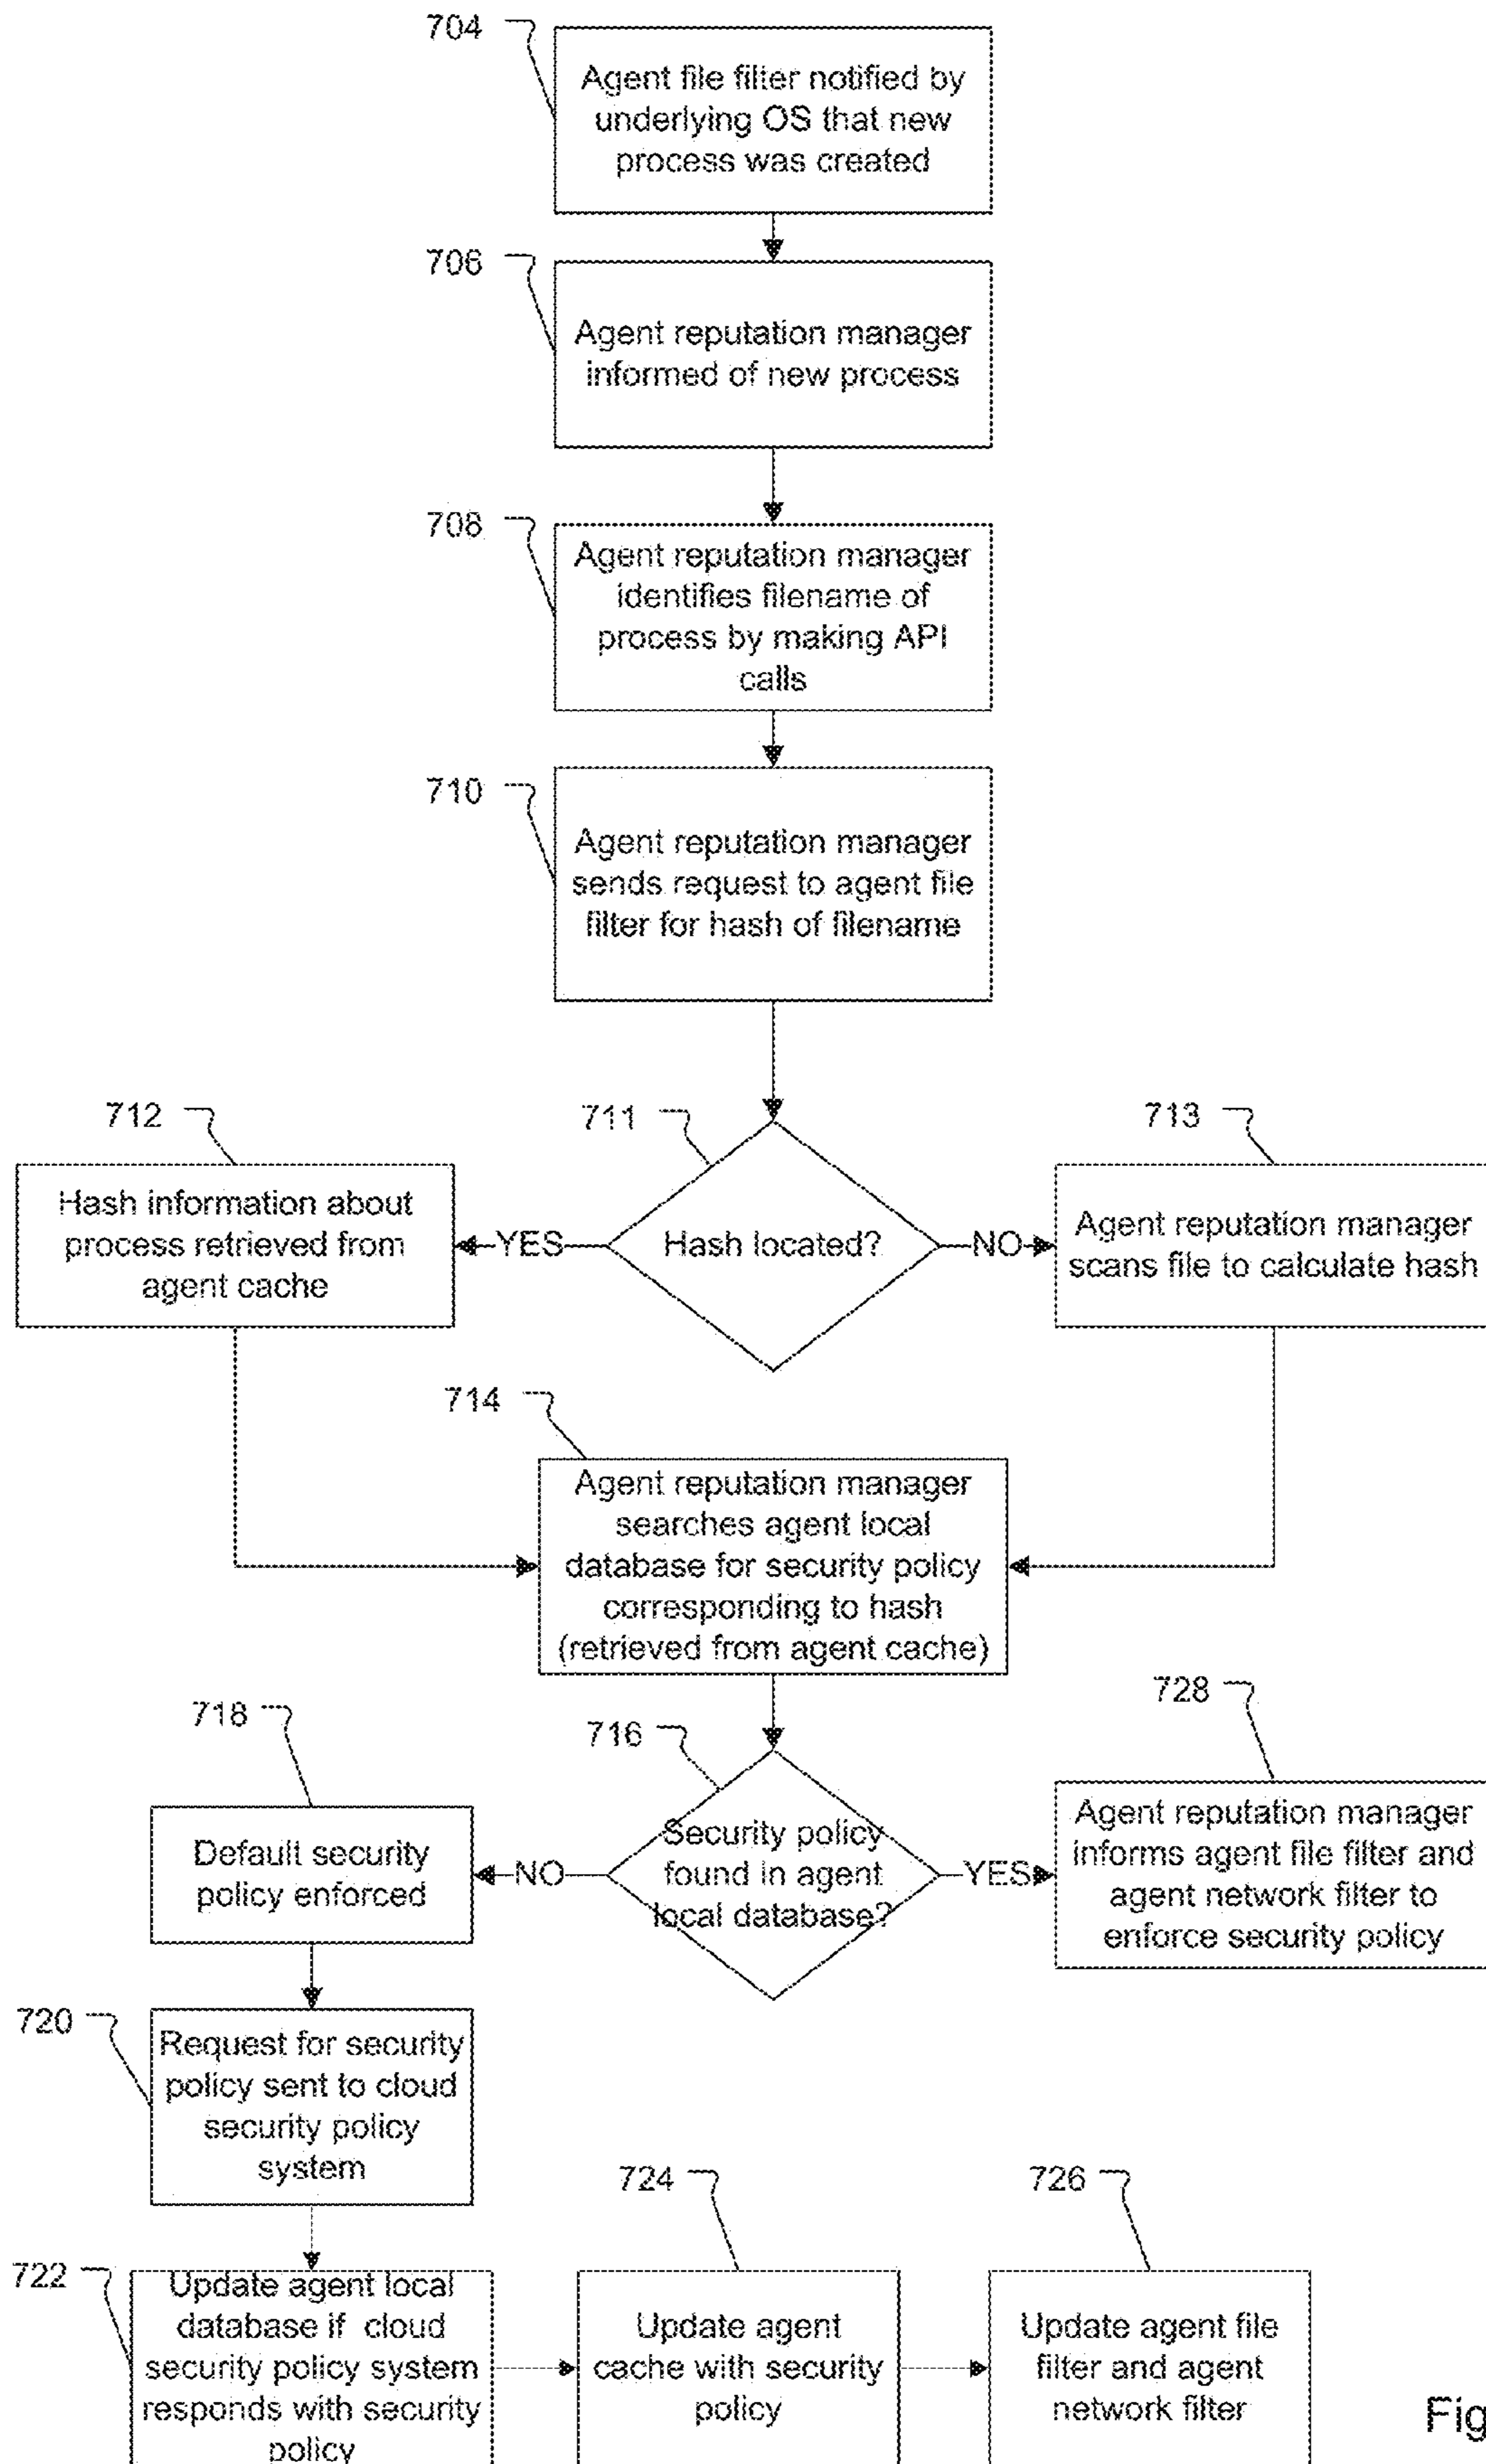 704
Agent file filter notified by
underlying OS that new
process was created
706
Agent reputation manager
informed of new process
708
Agent reputation manager
identifies filename of
process by making API
calls
710
Agent reputation manager
sends request to agent file
filter for hash of filename
712
711
713
Hash information about
process retrieved from
agent cache
YES
Hash located?
NO
Agent reputation manager
scans file to calculate hash
714
Agent reputation manager
searches agent local
database for security policy
corresponding to hash
(retrieved from agent cache)
718
716
728
Default security
policy enforced
NO
Security policy
found in agent
local database?
YES
Agent reputation manager
informs agent file filter and
agent network filter to
enforce security policy
720
Request for security
policy sent to cloud
security policy
system
724
726
722
Update agent local
database if cloud
security policy system
responds with security
policy
Update agent
cache with security
policy
Update agent file
filter and agent
network filter
Fig